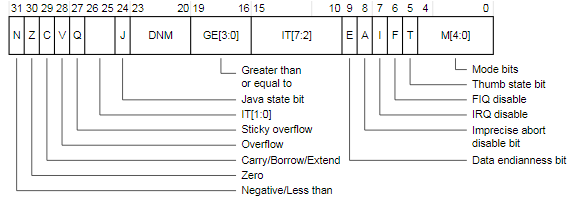 31 30 29 28 27 26 25 24 23 20 19 16 15 10 9 8 7 6 5 4 0
N Z C V Q J DNM GE[3:0] IT[7:2] E A I F T M[4:0]
Greater than
or equal to
Java state bit
IT[1:0]
Sticky overflow
Overflow
Carry/Borrow/Extend
Zero
Negative/Less than
Mode bits
Thumb state bit
FIQ disable
IRQ disable
Imprecise abort
disable bit
Data endianness bit